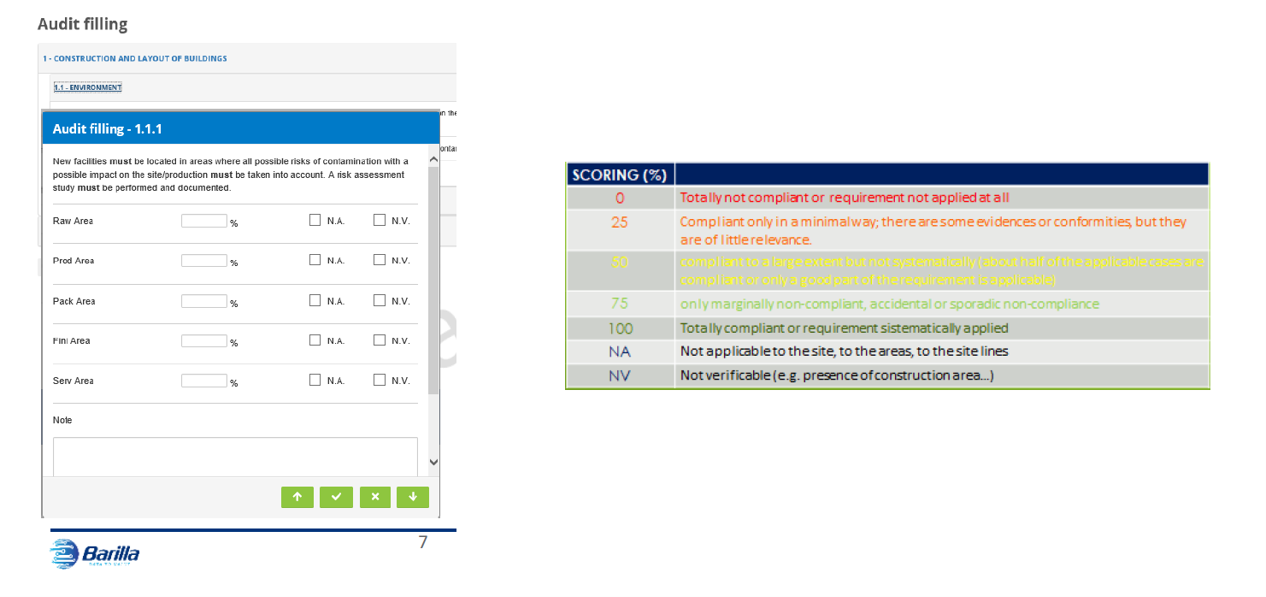 Audit filling
1 - CONSTRUCTION AND LAYOUT OF BUILDINGS
1.1 - ENVIRONMENT
on the
Audit filling - 1.1.1
New facilities must be located in areas where all possible risks of contamination with a
possible impact on the site/production must be taken into account. A risk assessment
study must be performed and documented.
Raw Area % N.A. N.V.
Prod Area % N.A. N.V.
Pack Area % N.A. N.V.
Fini Area % N.A. N.V.
Serv Area % N.A. N.V.
Note
Barilla
7
SCORING (%)
0 Totally not compliant or requirement not applied at all
25 Compliant only in a minimal way; there are some evidences or conformities, but they
are of little relevance.
50 compliant to a large extent but not systematically (about half of the applicable cases are
compliant or only a good part of the requirement is applicable)
75 only marginally non-compliant, accidental or sporadic non-compliance
100 Totally compliant or requirement sistematically applied
NA Not applicable to the site, to the areas, to the site lines
NV Not verificable (e.g. presence of construction area...)